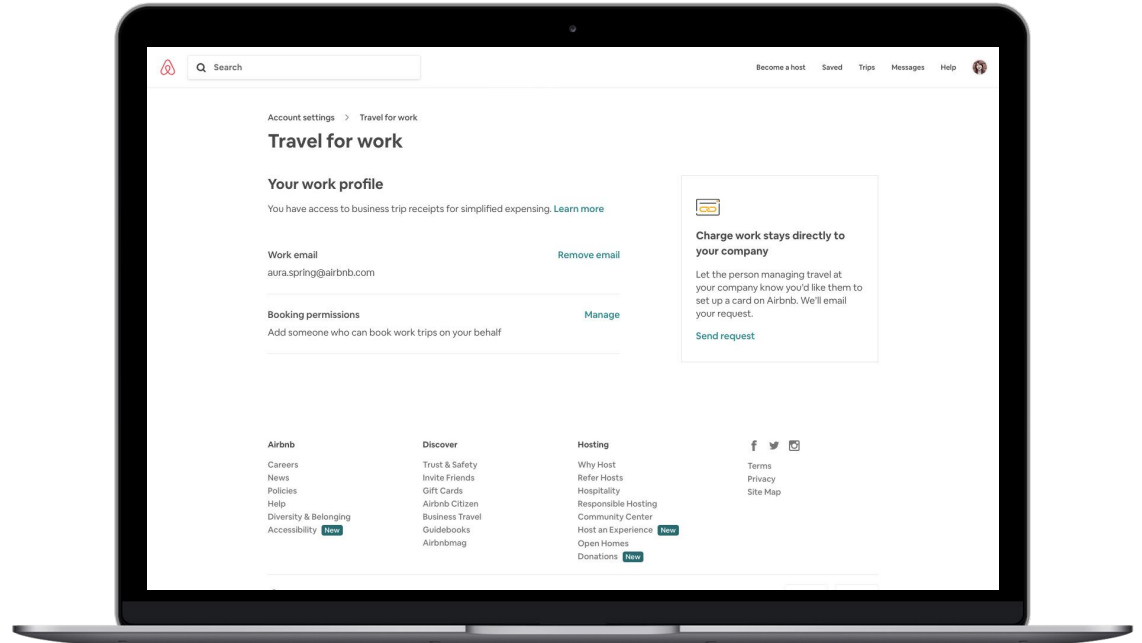 Search
Become a host Saved Trips Messages Help
Account settings > Travel for work
Travel for work
Your work profile
You have access to business trip receipts for simplified expensing. Learn more
Work email Remove email
aura.spring@airbnb.com
Booking permissions Manage
Add someone who can book work trips on your behalf
Charge work stays directly to
your company
Let the person managing travel at
your company know you'd like them to
set up a card on Airbnb. We'll email
your request.
Send request
Airbnb
Careers
News
Policies
Help
Diversity & Belonging
Accessibility New
Discover
Trust & Safety
Invite Friends
Gift Cards
Airbnb Citizen
Business Travel
Guidebooks
Airbnbmag
Hosting
Why Host
Refer Hosts
Hospitality
Responsible Hosting
Community Center
Host an Experience New
Open Homes
Donations New
Terms
Privacy
Site Map